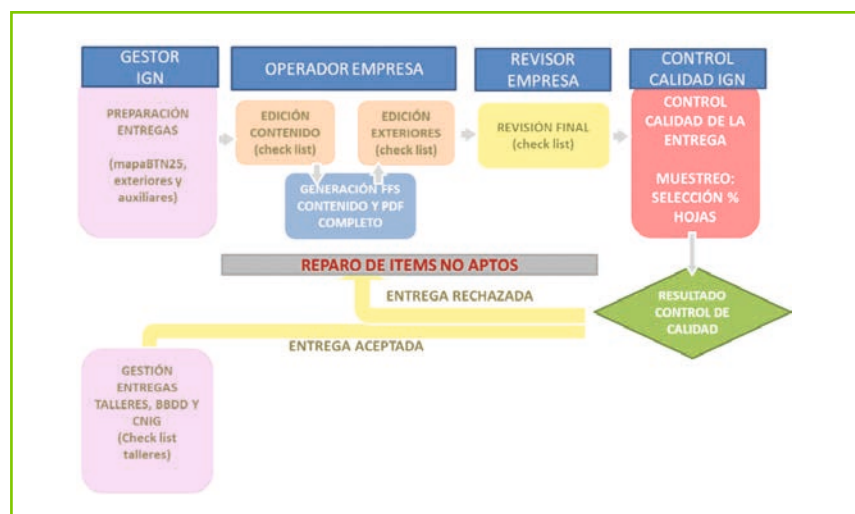 GESTOR
IGN
OPERADOR EMPRESA
REVISOR
EMPRESA
CONTROL
CALIDAD IGN
PREPARACIÓN
ENTREGAS
(mapaBTN25,
exteriores y
auxiliares)
EDICIÓN
CONTENIDO
(check list)
EDICIÓN
EXTERIORES
(check list)
GENERACIÓN FFS
CONTENIDO Y PDF
COMPLETO
REVISIÓN FINAL
(check list)
CONTROL
CALIDAD DE LA
ENTREGA
MUESTREO:
SELECCIÓN %
HOJAS
REPARO DE ITEMS NO APTOS
ENTREGA RECHAZADA
RESULTADO
CONTROL DE
CALIDAD
ENTREGA ACEPTADA
GESTIÓN
ENTREGAS
TALLERES, BBDD Y
CNIG
(Check list
talleres)